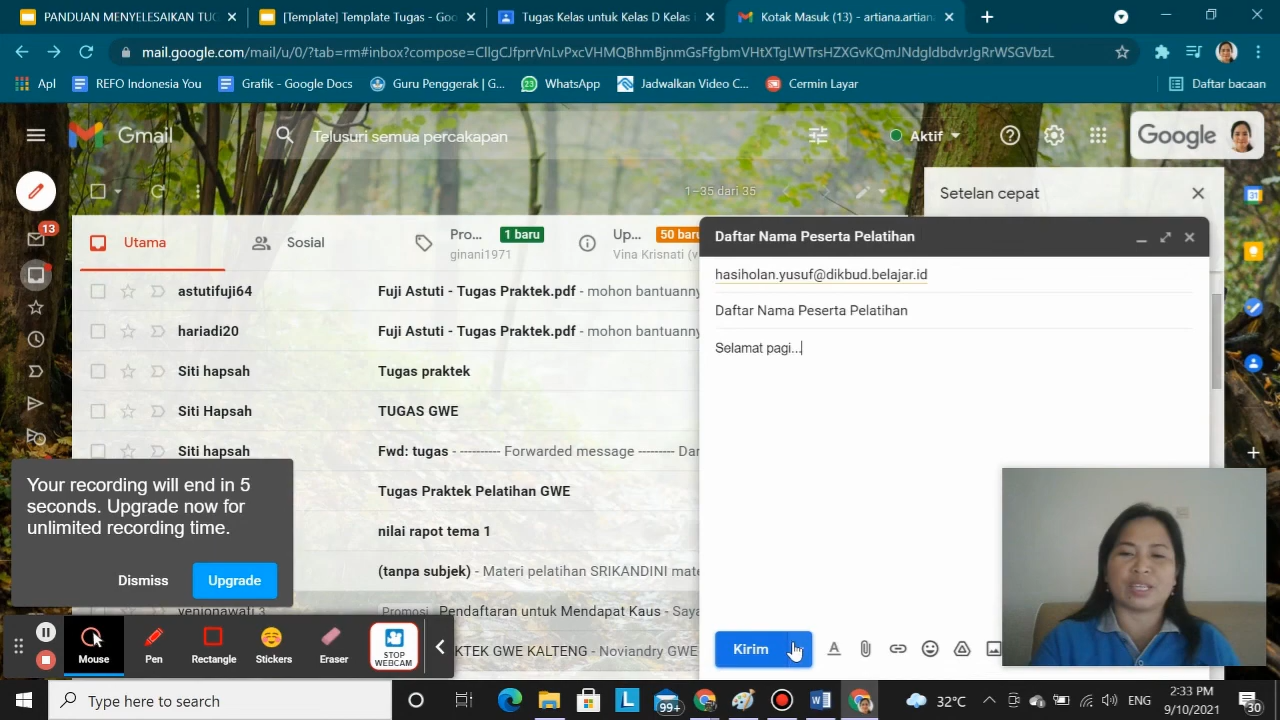 PANDUAN MENYELESAIKAN TUG
[Template] Template Tugas - Goo
Tugas Kelas untuk Kelas D Kelas i
Kotak Masuk (13) - artiana.artian
mail.google.com/mail/u/0/?tab=rm#inbox?compose=CllgCJfprrVnLvPxcVHMQBhmBjnmGsFfgbmVHtXTgLWTrsHZXGvKQmJNdgldbdvrJgRrWSGVbzL
Apl
REFO Indonesia You
Grafik - Google Docs
Guru Penggerak | G...
WhatsApp
Jadwalkan Video C...
Cermin Layar
Daftar bacaan
Gmail
Telusuri semua percakapan
Aktif
Google
1–35 dari 35
Setelan cepat
13
Utama
Sosial
Pro...
1 baru
ginani1971
Up...
50 baru
Vina Krisnati (v
astutifuji64
Fuji Astuti - Tugas Praktek.pdf - mohon bantuanny
hariadi20
Fuji Astuti - Tugas Praktek.pdf - mohon bantuanny
Siti hapsah
Tugas praktek
Siti Hapsah
TUGAS GWE
Siti hapsah
Fwd: tugas - ---------- Forwarded message --------- Dar
Tugas Praktek Pelatihan GWE
nilai rapot tema 1
(tanpa subjek) - Materi pelatihan SRIKANDINI mate
Promosi
Pendaftaran untuk Mendapat Kaus - Saya
KTEK GWE KALTENG - Noviandry GWE
Daftar Nama Peserta Pelatihan
hasiholan.yusuf@dikbud.belajar.id
Daftar Nama Peserta Pelatihan
Selamat pagi...
Kirim
Your recording will end in 5
seconds. Upgrade now for
unlimited recording time.
Dismiss
Upgrade
Mouse
Pen
Rectangle
Stickers
Eraser
STOP
WEBCAM
Type here to search
99+
32°C
ENG
2:33 PM
9/10/2021
30